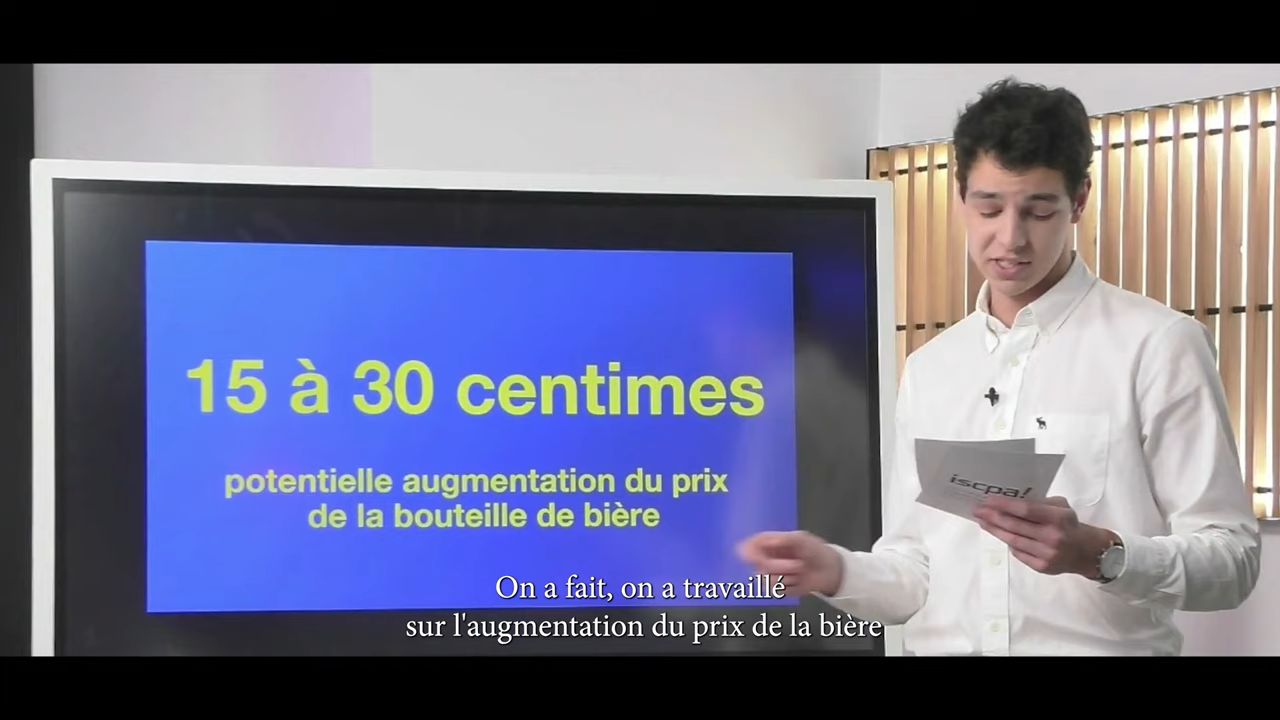 15 à 30 centimes
potentielle augmentation du prix
de la bouteille de bière
iscpa!
On a fait, on a travaillé
sur l'augmentation du prix de la bière